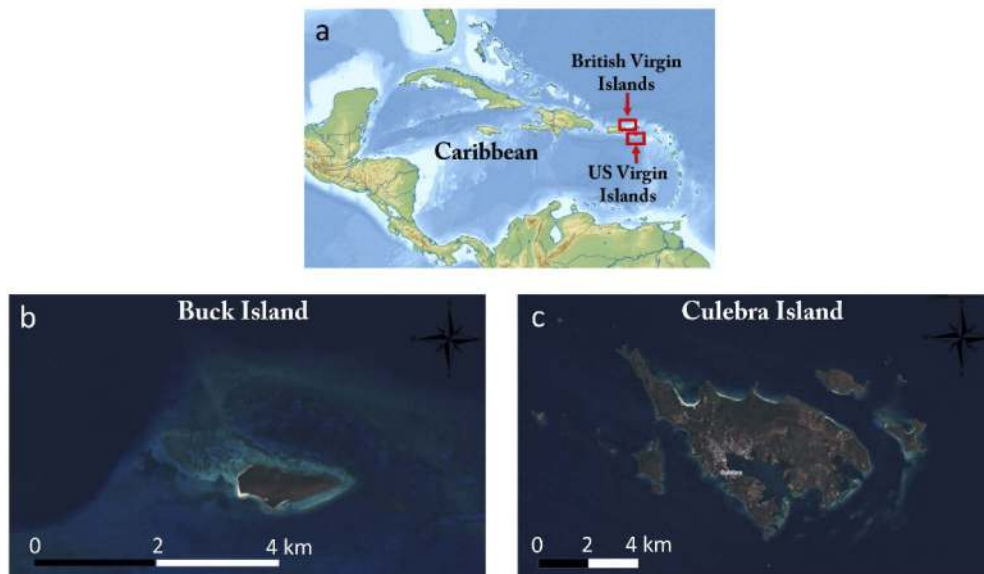 a
British Virgin
Islands
Caribbean
US Virgin
Islands
b
Buck Island
0 2 4 km
c
Culebra Island
Culebra
0 2 4 km